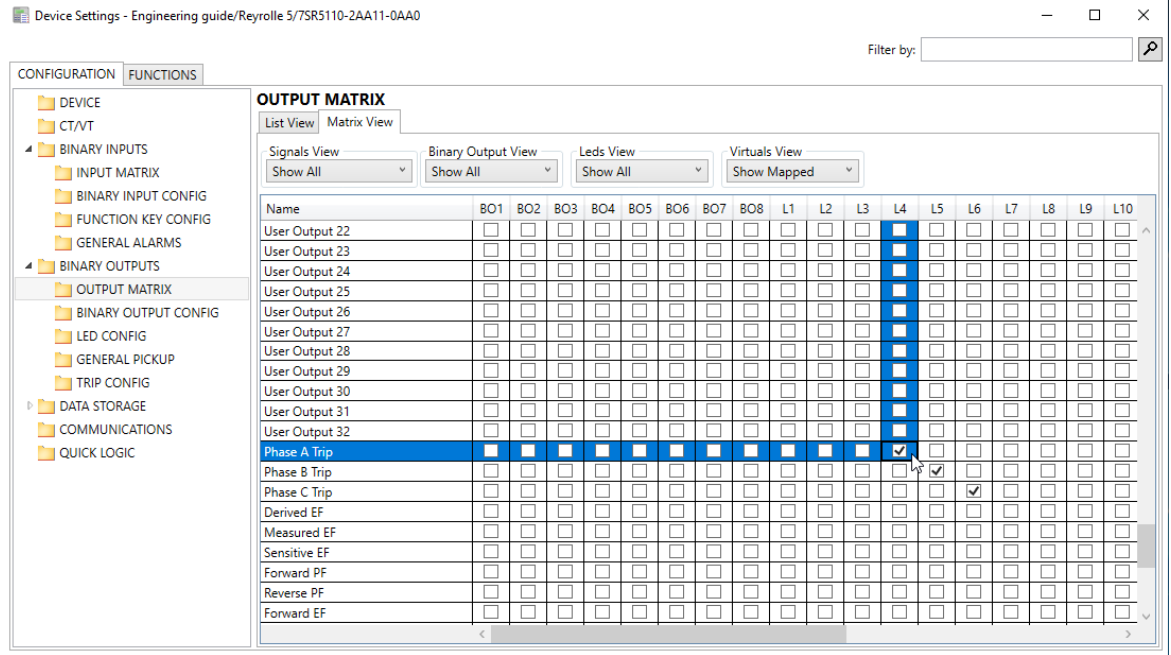 Device Settings - Engineering guide/Reyrolle 5/7SR5110-2AA11-0AA0
Filter by:
CONFIGURATION FUNCTIONS
DEVICE
CT/VT
BINARY INPUTS
INPUT MATRIX
BINARY INPUT CONFIG
FUNCTION KEY CONFIG
GENERAL ALARMS
BINARY OUTPUTS
OUTPUT MATRIX
BINARY OUTPUT CONFIG
LED CONFIG
GENERAL PICKUP
TRIP CONFIG
DATA STORAGE
COMMUNICATIONS
QUICK LOGIC
OUTPUT MATRIX
List View Matrix View
Signals View Binary Output View Leds View Virtuals View
Show All Show All Show All Show Mapped
Name BO1 BO2 BO3 BO4 BO5 BO6 BO7 BO8 L1 L2 L3 L4 L5 L6 L7 L8 L9 L10
User Output 22
User Output 23
User Output 24
User Output 25
User Output 26
User Output 27
User Output 28
User Output 29
User Output 30
User Output 31
User Output 32
Phase A Trip
Phase B Trip
Phase C Trip
Derived EF
Measured EF
Sensitive EF
Forward PF
Reverse PF
Forward EF